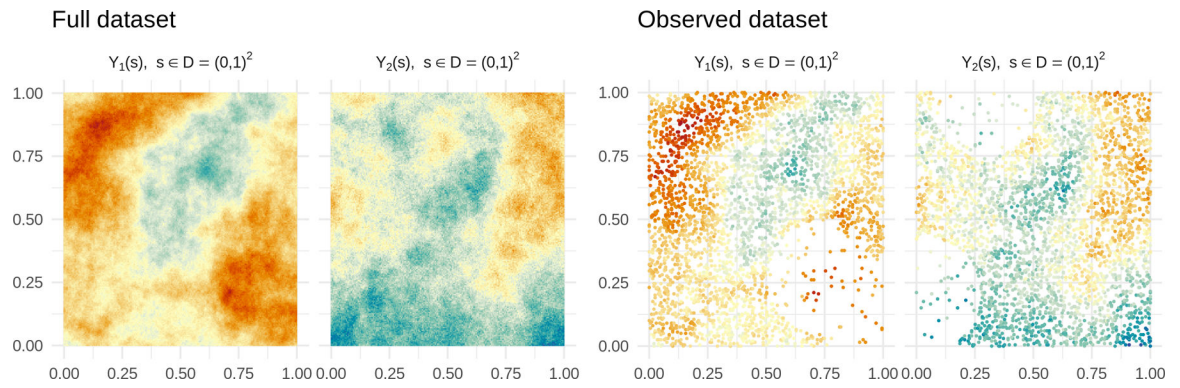 Full dataset
Observed dataset
Y₁(s), s ∈ D = (0,1)²
Y₂(s), s ∈ D = (0,1)²
Y₁(s), s ∈ D = (0,1)²
Y₂(s), s ∈ D = (0,1)²
1.00
0.75
0.50
0.25
0.00
0.00 0.25 0.50 0.75 1.00 0.00 0.25 0.50 0.75 1.00
1.00
0.75
0.50
0.25
0.00
0.00 0.25 0.50 0.75 1.00 0.00 0.25 0.50 0.75 1.00